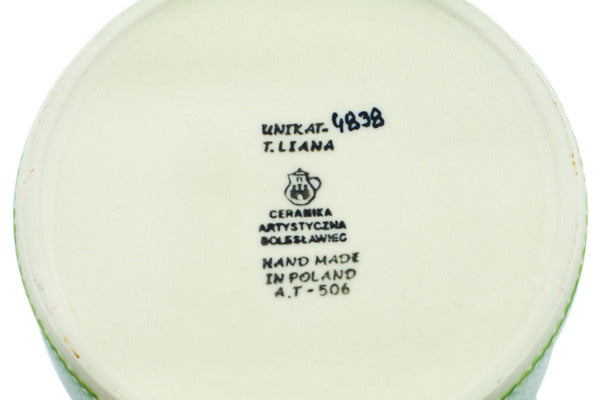 UNIKAT-4838
T. LIANA
CERAMIKA
ARTYSTYCZNA
BOLESŁAWIEC
HAND MADE
IN POLAND
A.T-506